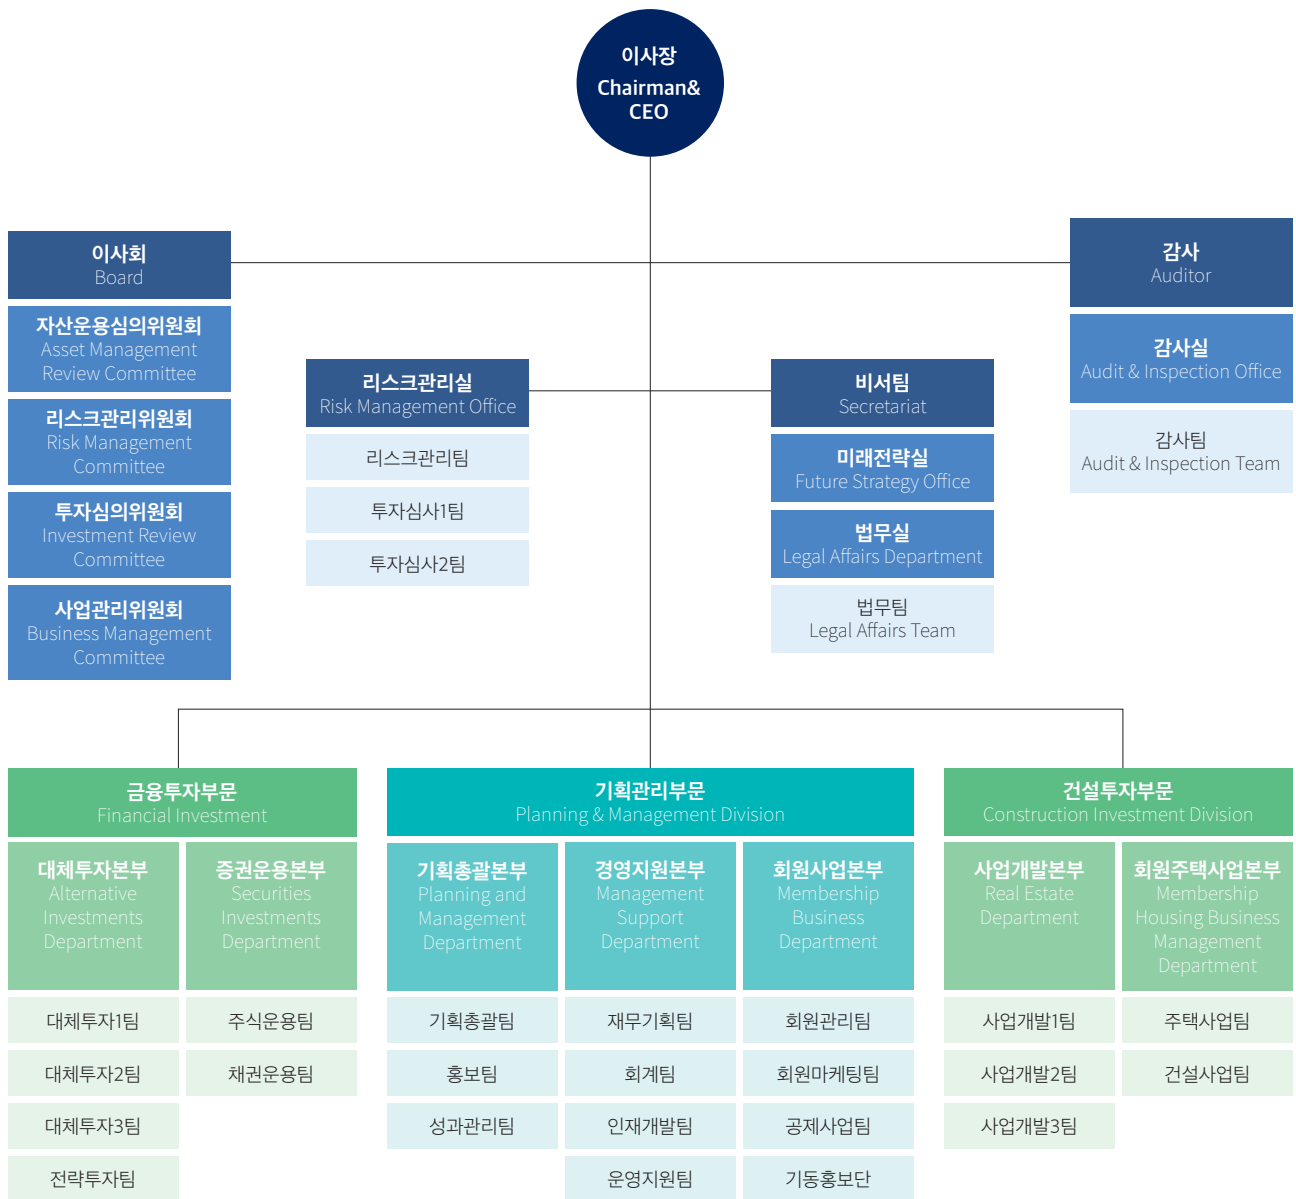 이사장
Chairman&
CEO
이사회
Board
자산운용심의위원회
Asset Management
Review Committee
리스크관리위원회
Risk Management
Committee
투자심의위원회
Investment Review
Committee
사업관리위원회
Business Management
Committee
리스크관리실
Risk Management Office
리스크관리팀
투자심사1팀
투자심사2팀
비서팀
Secretariat
미래전략실
Future Strategy Office
법무실
Legal Affairs Department
법무팀
Legal Affairs Team
감사
Auditor
감사실
Audit & Inspection Office
감사팀
Audit & Inspection Team
금융투자부문
Financial Investment
대체투자본부
Alternative
Investments
Department
대체투자1팀
대체투자2팀
대체투자3팀
전략투자팀
증권운용본부
Securities
Investments
Department
주식운용팀
채권운용팀
기획관리부문
Planning & Management Division
기획총괄본부
Planning and
Management
Department
기획총괄팀
홍보팀
성과관리팀
경영지원본부
Management
Support
Department
재무기획팀
회계팀
인재개발팀
운영지원팀
회원사업본부
Membership
Business
Department
회원관리팀
회원마케팅팀
공제사업팀
기동홍보단
건설투자부문
Construction Investment Division
사업개발본부
Real Estate
Department
사업개발1팀
사업개발2팀
사업개발3팀
회원주택사업본부
Membership
Housing Business
Management
Department
주택사업팀
건설사업팀